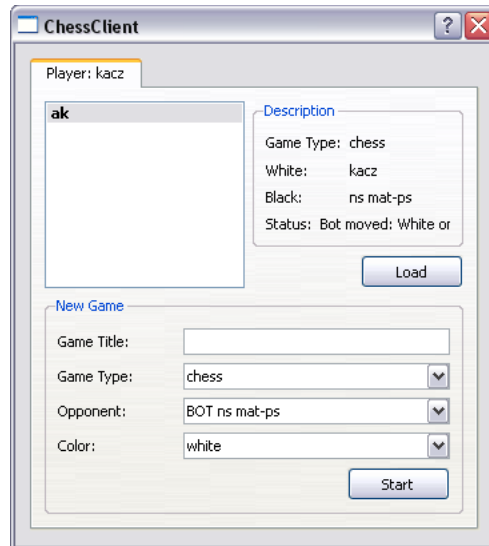 ChessClient
Player: kacz
ak
Description
Game Type: chess
White: kacz
Black: ns mat-ps
Status: Bot moved: White or
Load
New Game
Game Title:
Game Type: chess
Opponent: BOT ns mat-ps
Color: white
Start